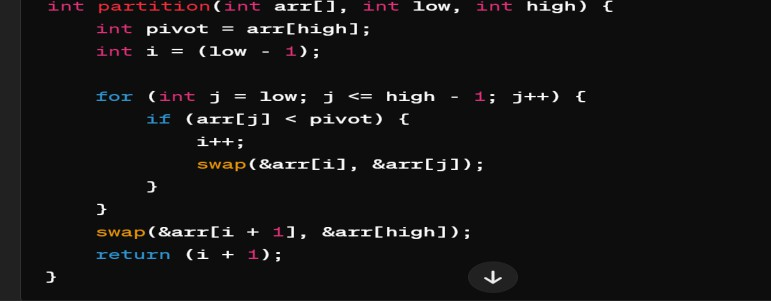 int partition(int arr[], int low, int high) {
    int pivot = arr[high];
    int i = (low - 1);

    for (int j = low; j <= high - 1; j++) {
        if (arr[j] < pivot) {
            i++;
            swap(&arr[i], &arr[j]);
        }
    }
    swap(&arr[i + 1], &arr[high]);
    return (i + 1);
}